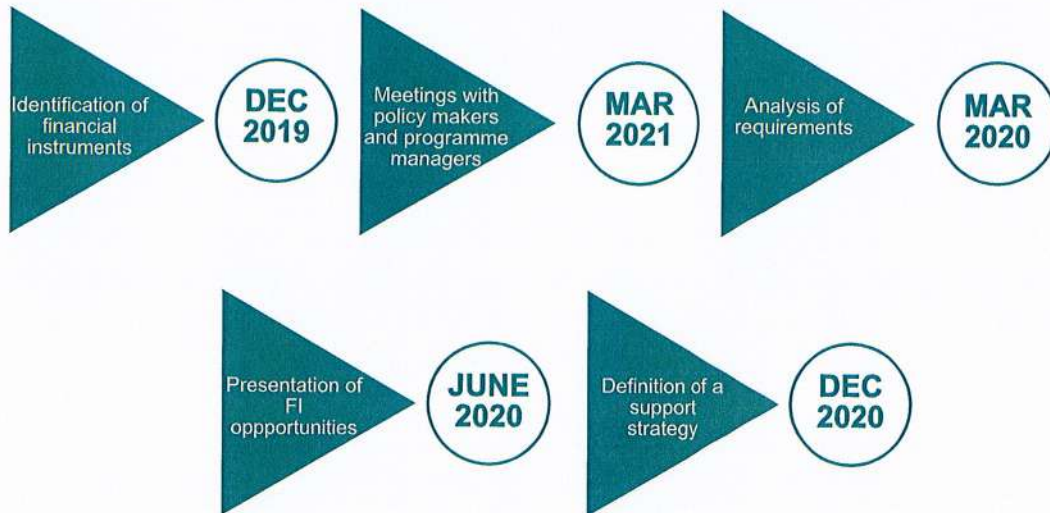 Identification of
financial
instruments
DEC
2019
Meetings with
policy makers
and programme
managers
MAR
2021
Analysis of
requirements
MAR
2020
Presentation of
FI
oppportunities
JUNE
2020
Definition of a
support
strategy
DEC
2020